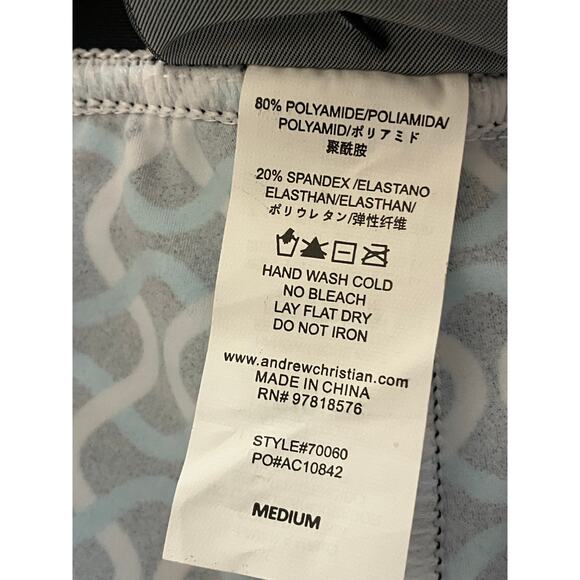 80% POLYAMIDE/POLIAMIDA/
POLYAMID/ポリアミド
聚酰胺
20% SPANDEX /ELASTANO
ELASTHAN/ELASTHAN/
ポリウレタン/弹性纤维
HAND WASH COLD
NO BLEACH
LAY FLAT DRY
DO NOT IRON
www.andrewchristian.com
MADE IN CHINA
RN# 97818576
STYLE#70060
PO#AC10842
MEDIUM